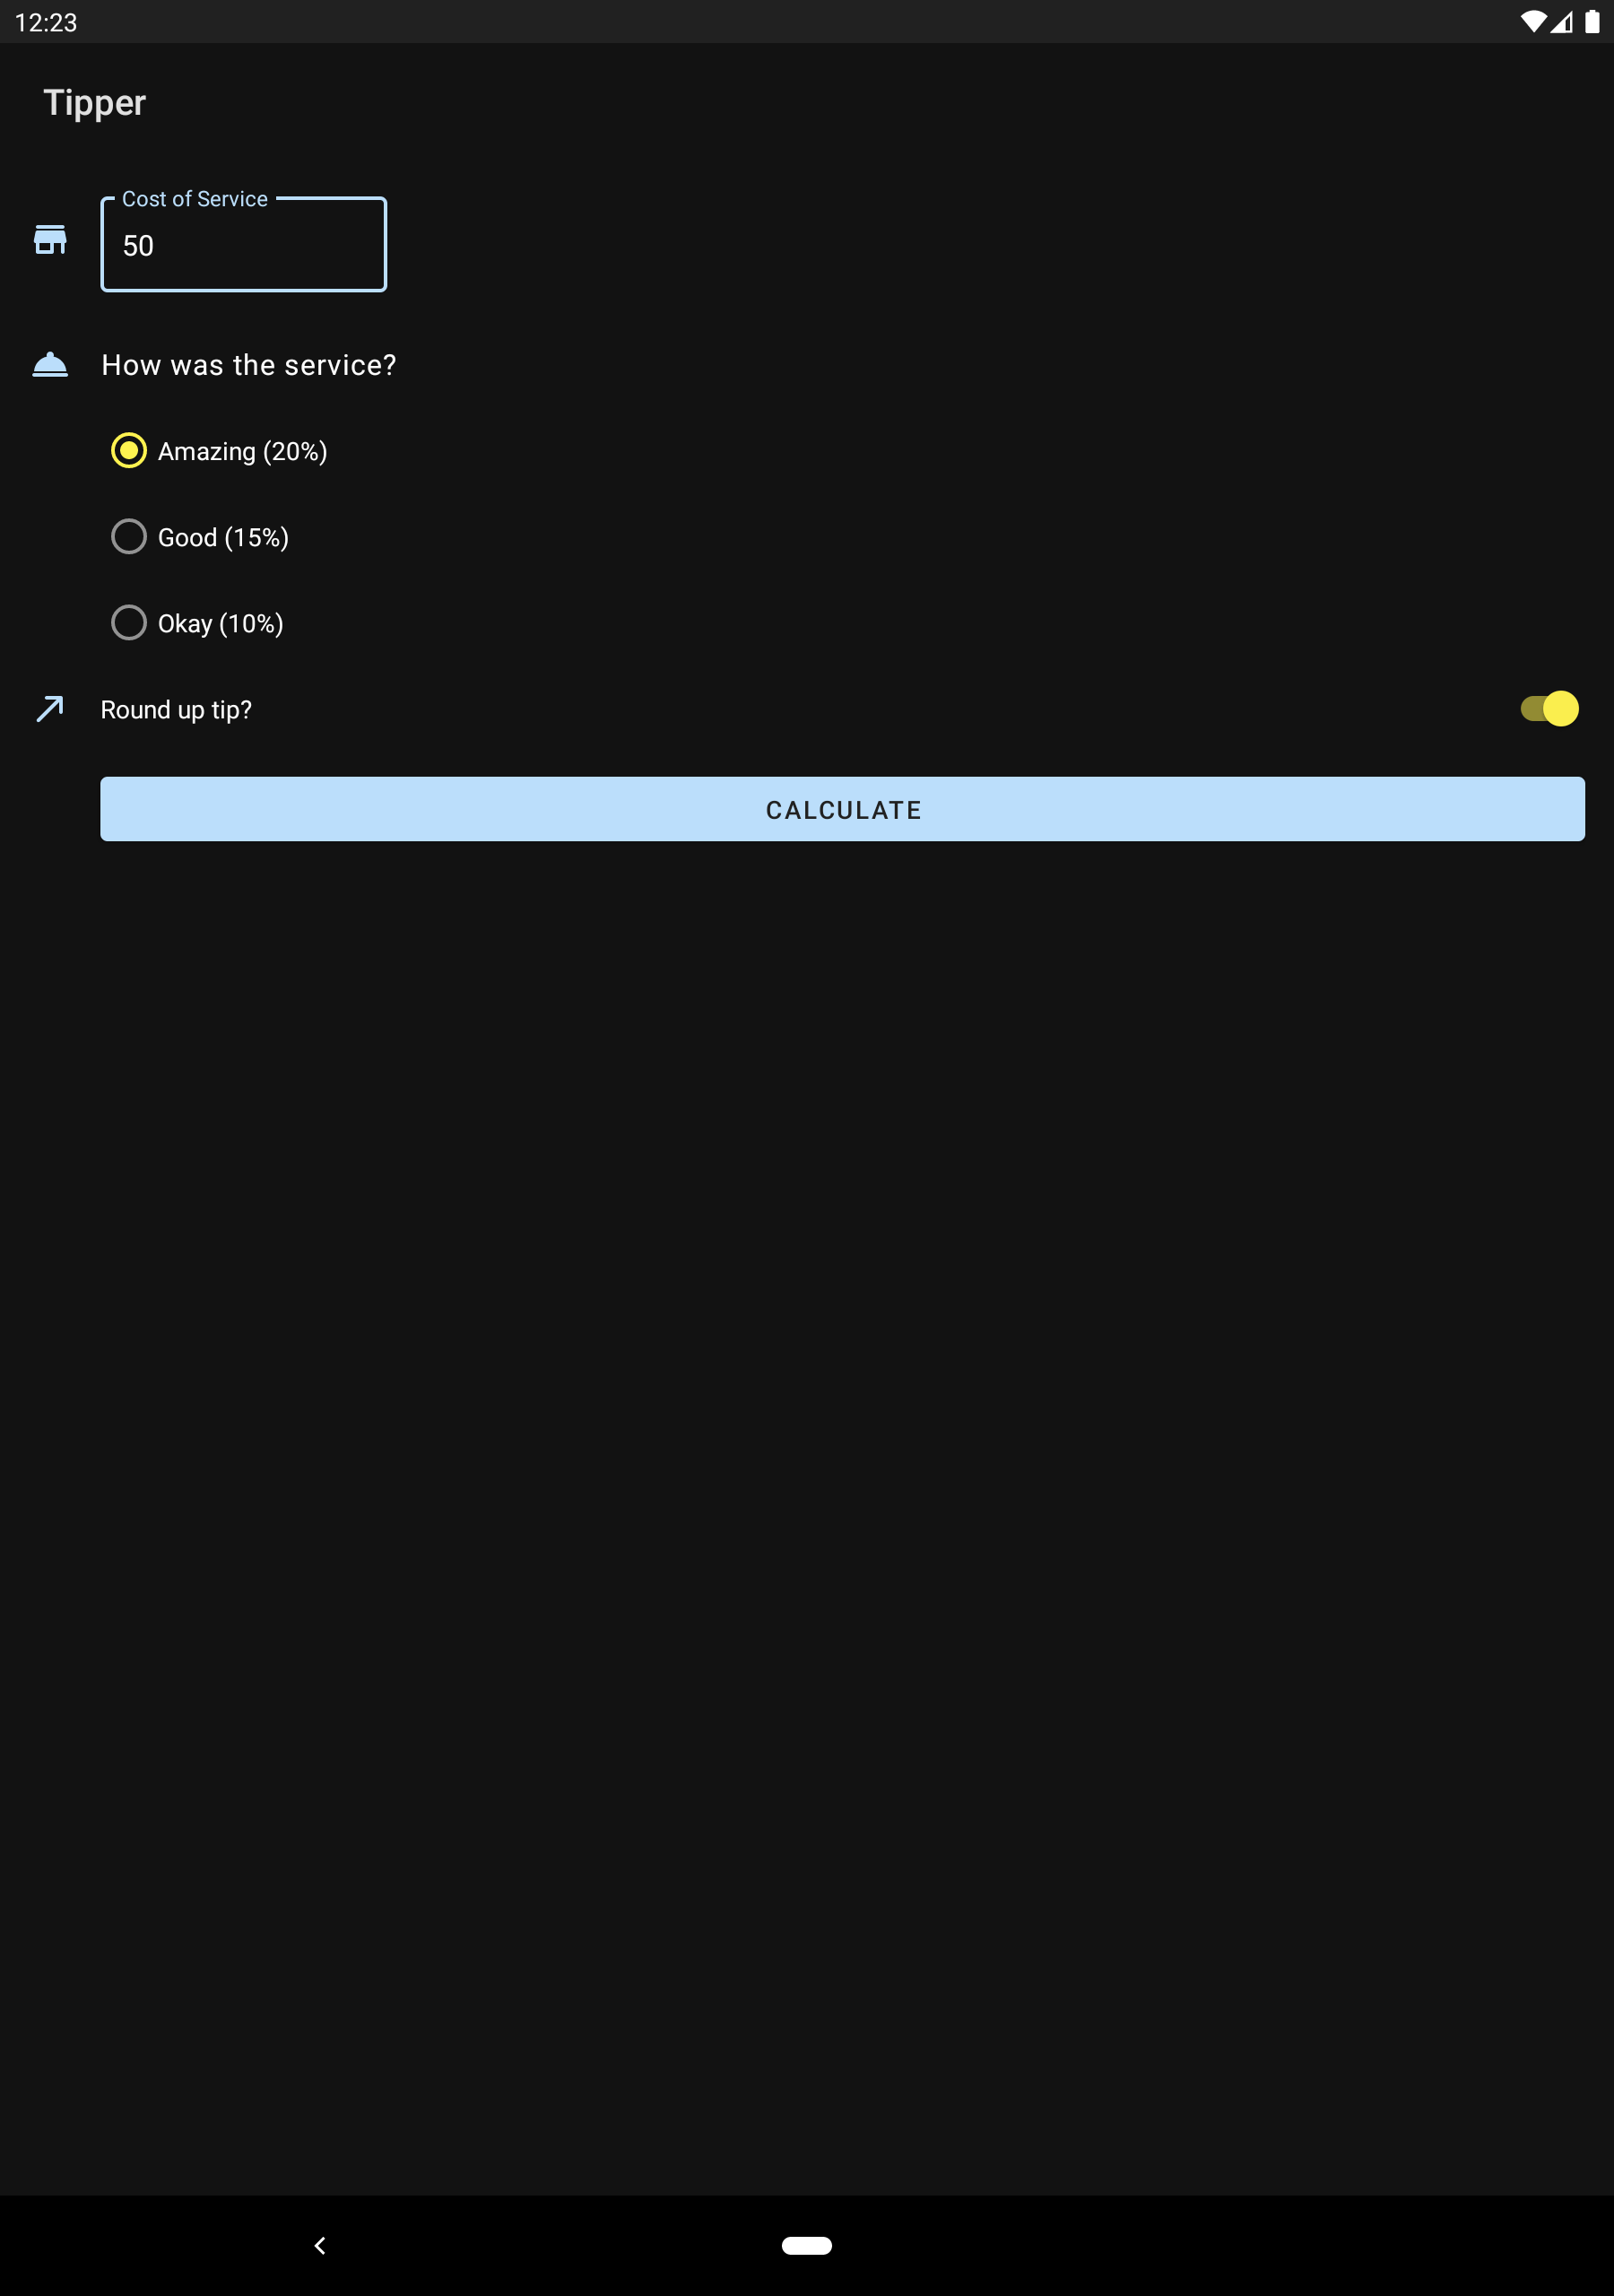 12:23
Tipper
Cost of Service
50
How was the service?
Amazing (20%)
Good (15%)
Okay (10%)
Round up tip?
CALCULATE